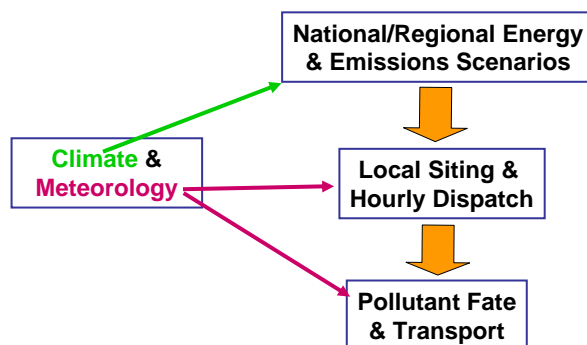 National/Regional Energy
& Emissions Scenarios
Climate &
Meteorology
Local Siting &
Hourly Dispatch
Pollutant Fate
& Transport